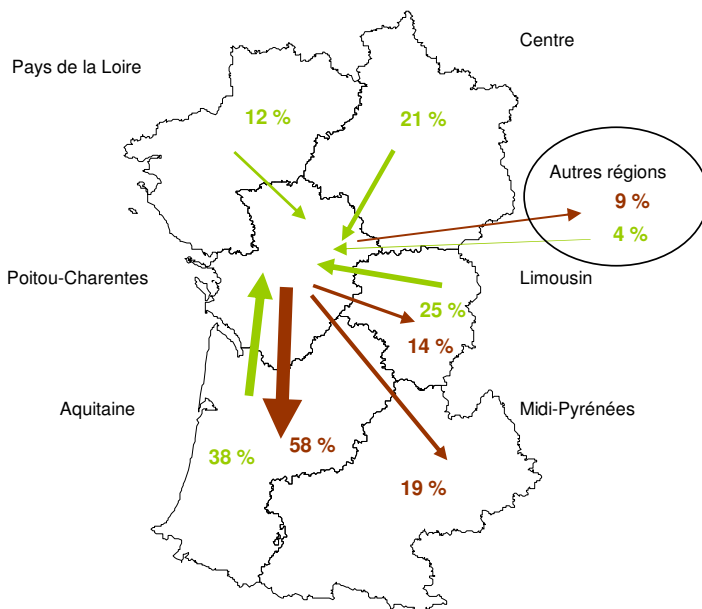 Centre
Pays de la Loire
12 %
21 %
Autres régions
9 %
4 %
Poitou-Charentes
Limousin
25 %
14 %
Aquitaine
Midi-Pyrénées
58 %
38 %
19 %